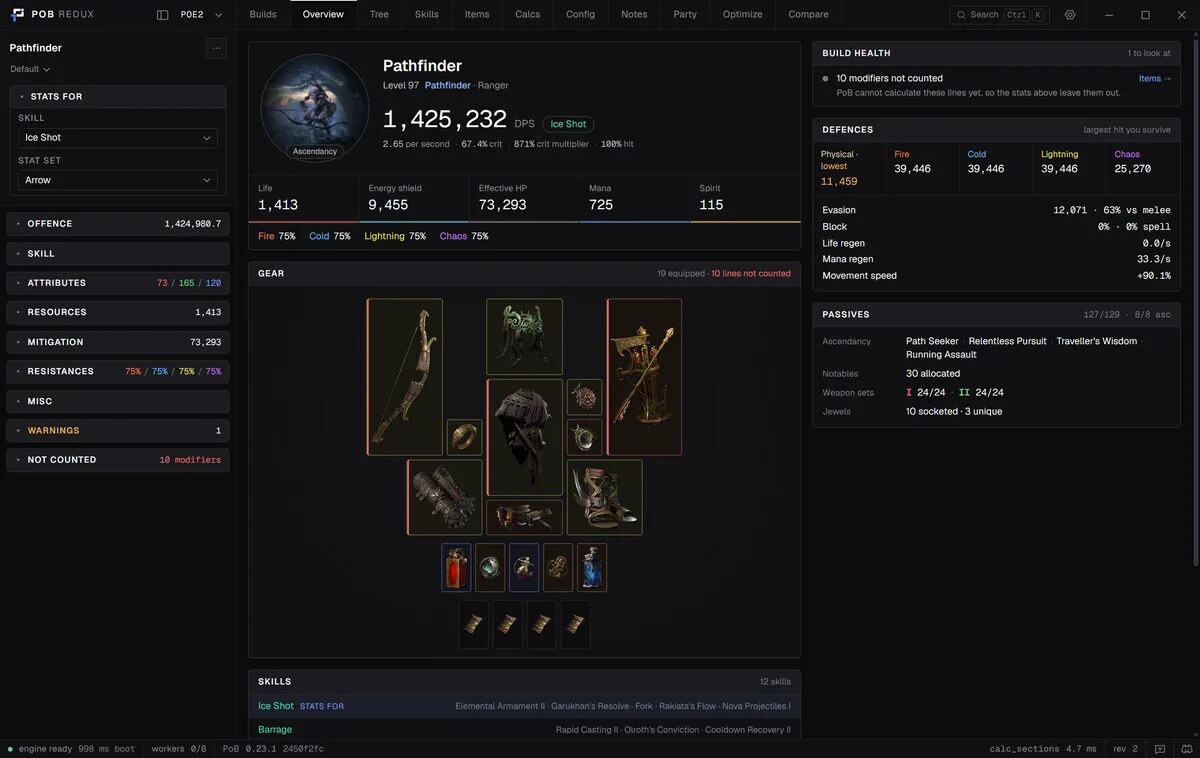 POB REDUX
POE2
Builds
Overview
Tree
Skills
Items
Calcs
Config
Notes
Party
Optimize
Compare
Search Ctrl K
Pathfinder
Default
STATS FOR
SKILL
Ice Shot
STAT SET
Arrow
OFFENCE 1,424,980.7
SKILL
ATTRIBUTES 73 / 165 / 120
RESOURCES 1,413
MITIGATION 73,293
RESISTANCES 75% / 75% / 75% / 75%
MISC
WARNINGS 1
NOT COUNTED 10 modifiers
Pathfinder
Level 97 Pathfinder · Ranger
1,425,232 DPS Ice Shot
2.65 per second · 67.4% crit · 871% crit multiplier · 100% hit
Ascendancy
Life
1,413
Energy shield
9,455
Effective HP
73,293
Mana
725
Spirit
115
Fire 75% Cold 75% Lightning 75% Chaos 75%
GEAR 19 equipped · 10 lines not counted
SKILLS 12 skills
Ice Shot STATS FOR Elemental Armament II · Garukhan's Resolve · Fork · Rakiata's Flow · Nova Projectiles I
Barrage Rapid Casting II · Olroth's Conviction · Cooldown Recovery II
BUILD HEALTH 1 to look at
10 modifiers not counted Items →
PoB cannot calculate these lines yet, so the stats above leave them out.
DEFENCES largest hit you survive
Physical · lowest
11,459
Fire
39,446
Cold
39,446
Lightning
39,446
Chaos
25,270
Evasion 12,071 · 63% vs melee
Block 0% · 0% spell
Life regen 0.0/s
Mana regen 33.3/s
Movement speed +90.1%
PASSIVES 127/129 · 8/8 asc
Ascendancy Path Seeker · Relentless Pursuit · Traveller's Wisdom ·
Running Assault
Notables 30 allocated
Weapon sets I 24/24 · II 24/24
Jewels 10 socketed · 3 unique
engine ready 998 ms boot workers 0/8 PoB 0.23.1 2450f2fc
calc_sections 4.7 ms rev 2